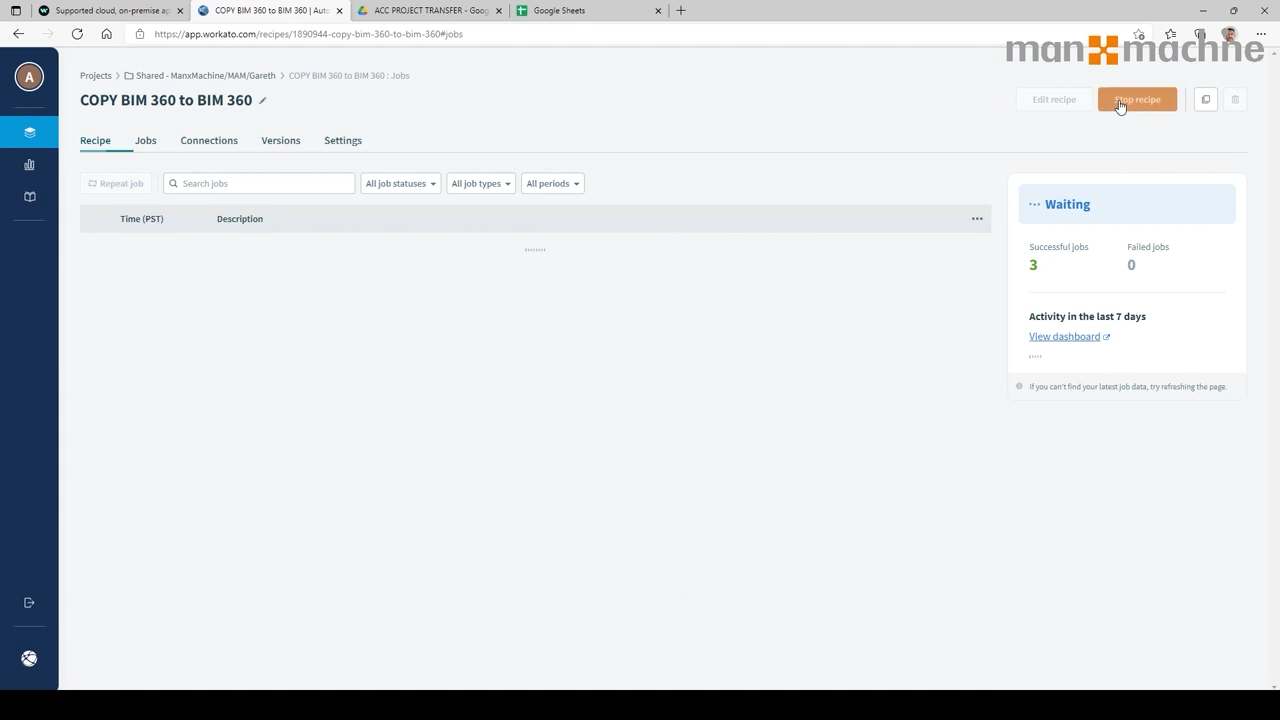 Supported cloud, on-premise ap
COPY BIM 360 to BIM 360 | Auto
ACC PROJECT TRANSFER - Goog
Google Sheets
https://app.workato.com/recipes/1890944-copy-bim-360-to-bim-360#jobs
man machine
A
Projects > Shared - ManxMachine/MAM/Gareth > COPY BIM 360 to BIM 360 : Jobs
COPY BIM 360 to BIM 360
Edit recipe
Stop recipe
Recipe
Jobs
Connections
Versions
Settings
Repeat job
Search jobs
All job statuses
All job types
All periods
Time (PST)
Description
Waiting
Successful jobs
Failed jobs
3
0
Activity in the last 7 days
View dashboard
If you can't find your latest job data, try refreshing the page.